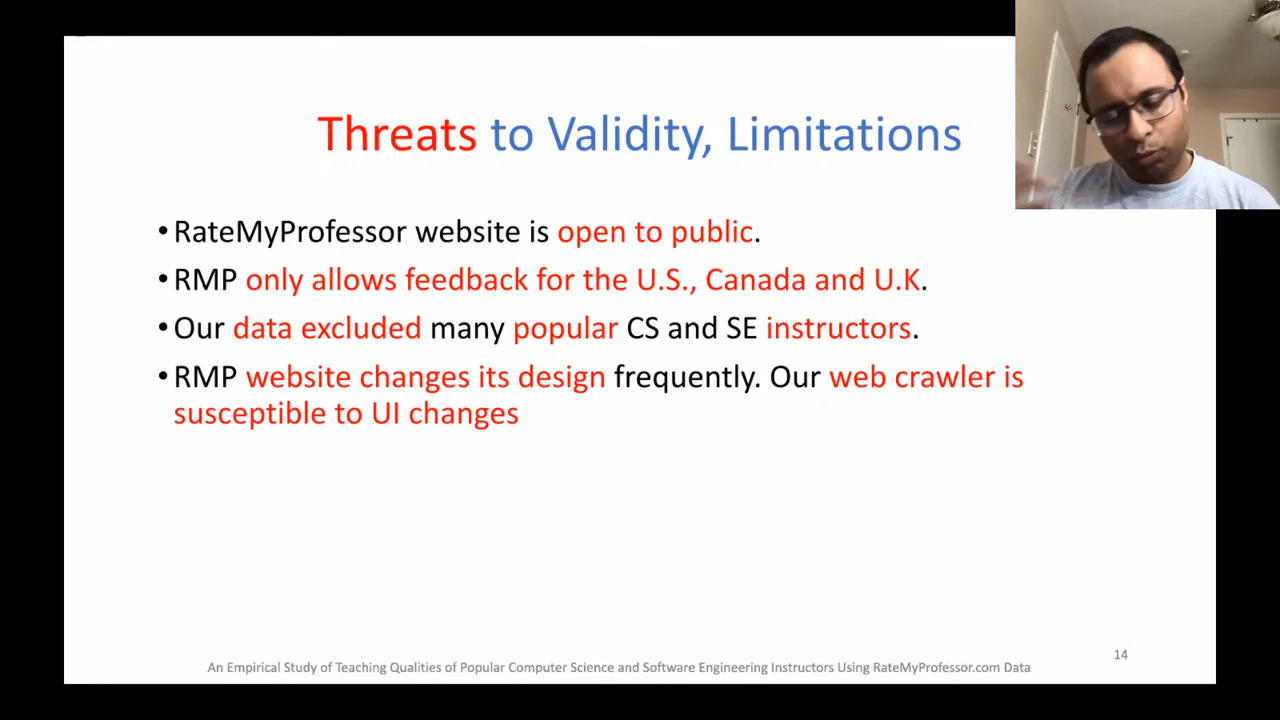 Threats to Validity, Limitations
•RateMyProfessor website is open to public.
•RMP only allows feedback for the U.S., Canada and U.K.
•Our data excluded many popular CS and SE instructors.
•RMP website changes its design frequently. Our web crawler is
susceptible to UI changes
14
An Empirical Study of Teaching Qualities of Popular Computer Science and Software Engineering Instructors Using RateMyProfessor.com Data